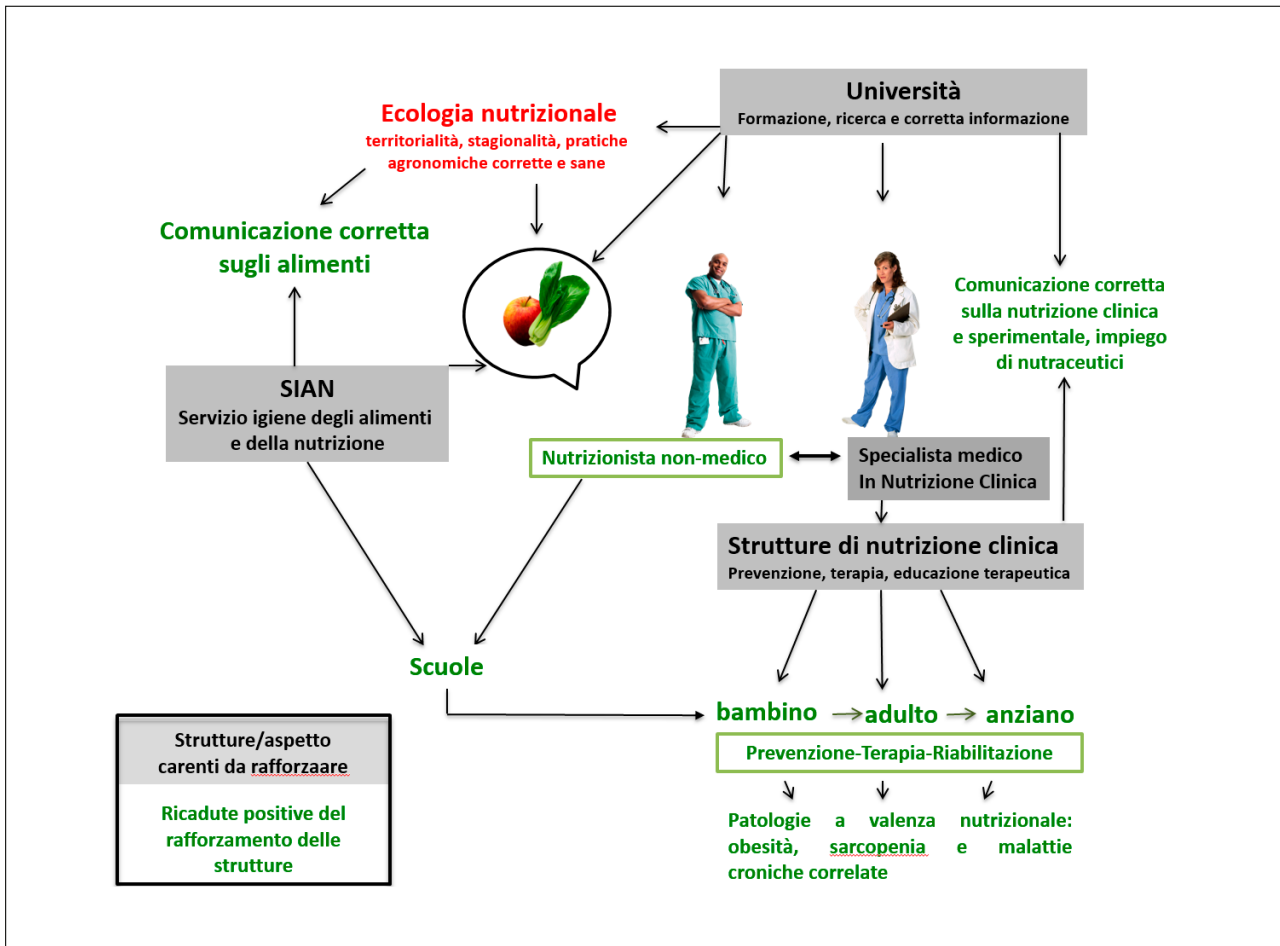 Università
Formazione, ricerca e corretta informazione
Ecologia nutrizionale
territorialità, stagionalità, pratiche
agronomiche corrette e sane
Comunicazione corretta
sugli alimenti
Comunicazione corretta
sulla nutrizione clinica
e sperimentale, impiego
di nutraceutici
SIAN
Servizio igiene degli alimenti
e della nutrizione
Nutrizionista non-medico
Specialista medico
In Nutrizione Clinica
Strutture di nutrizione clinica
Prevenzione, terapia, educazione terapeutica
Scuole
bambino adulto anziano
Prevenzione-Terapia-Riabilitazione
Patologie a valenza nutrizionale:
obesità, sarcopenia e malattie
croniche correlate
Strutture/aspetto
carenti da rafforzaare
Ricadute positive del
rafforzamento delle
strutture